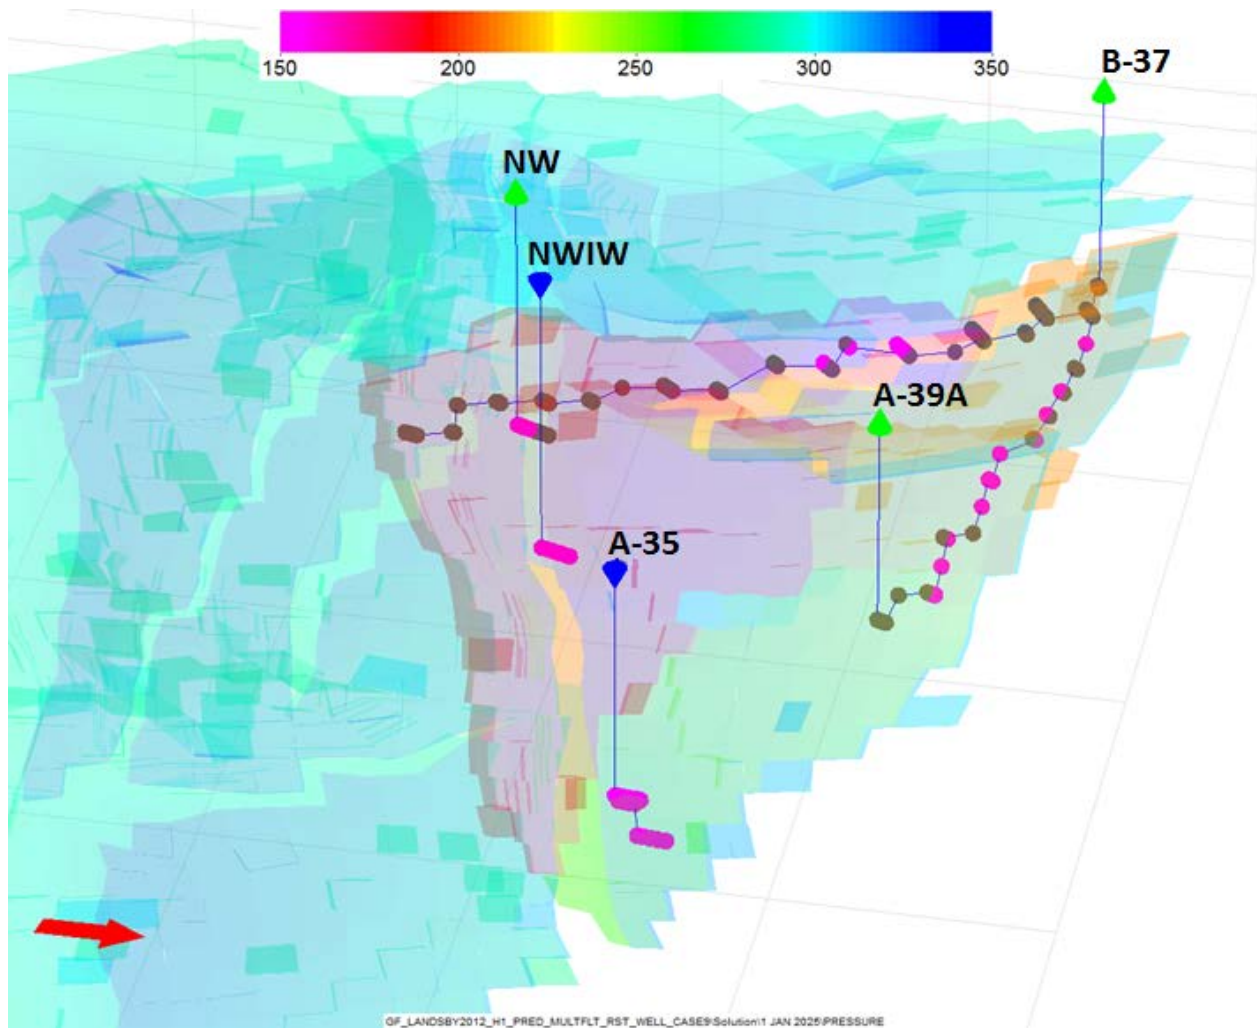 150 200 250 300 350
B-37
NW
NWIW
A-39A
A-35
GF_LANDSBY2012_H1_PRED_MULTFLT_RST_WELL_CASE9\Solution\1 JAN 2025\PRESSURE